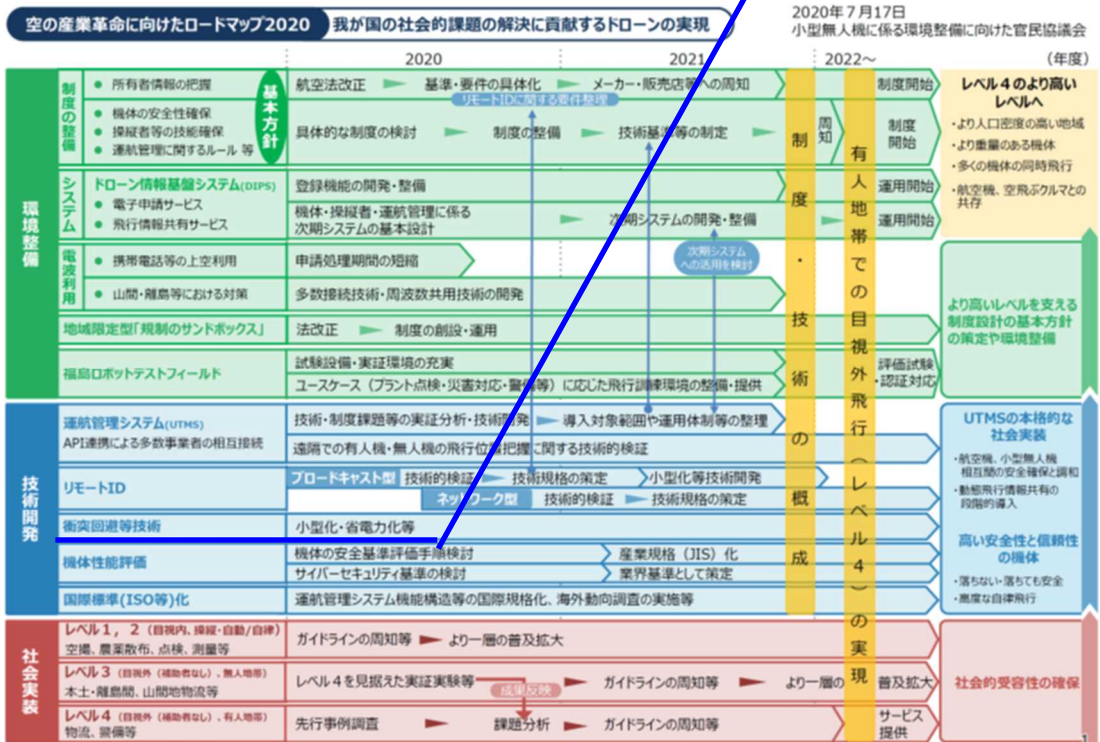 空の産業革命に向けたロードマップ2020 我が国の社会的課題の解決に貢献するドローンの実現
2020年7月17日
小型無人機に係る環境整備に向けた官民協議会
2020 2021 2022～ （年度）
環境整備
制度の整備
● 所有者情報の把握
● 機体の安全性確保
● 操縦者等の技能確保
● 運航管理に関するルール 等
基本方針
航空法改正 基準・要件の具体化 メーカー・販売店等への周知 制度開始
リモートIDに関する要件整理
具体的な制度の検討 制度の整備 技術基準等の制定 周知 制度開始
システム
ドローン情報基盤システム(DIPS)
● 電子申請サービス
● 飛行情報共有サービス
登録機能の開発・整備 運用開始
機体・操縦者・運航管理に係る
次期システムの基本設計
次期システムの開発・整備 運用開始
次期システム
への活用を検討
電波利用
● 携帯電話等の上空利用 申請処理期間の短縮
● 山間・離島等における対策 多数接続技術・周波数共用技術の開発
地域限定型「規制のサンドボックス」 法改正 制度の創設・運用
福島ロボットテストフィールド
試験設備・実証環境の充実
ユースケース（プラント点検・災害対応・警備等）に応じた飛行訓練環境の整備・提供
評価試験
・認証対応
制度・技術の概成
有人地帯での目視外飛行（レベル4）の実現
レベル4のより高い
レベルへ
・より人口密度の高い地域
・より重量のある機体
・多くの機体の同時飛行
・航空機、空飛ぶクルマとの
共存
より高いレベルを支える
制度設計の基本方針
の策定や環境整備
技術開発
運航管理システム(UTMS)
API連携による多数事業者の相互接続
技術・制度課題等の実証分析・技術開発 導入対象範囲や運用体制等の整理
遠隔での有人機・無人機の飛行位置把握に関する技術的検証
リモートID
ブロードキャスト型 技術的検証 技術規格の策定 小型化等技術開発
ネットワーク型 技術的検証 技術規格の策定
衝突回避等技術 小型化・省電力化等
機体性能評価
機体の安全基準評価手順検討 産業規格（JIS）化
サイバーセキュリティ基準の検討 業界基準として策定
国際標準(ISO等)化 運航管理システム機能構造等の国際規格化、海外動向調査の実施等
UTMSの本格的な
社会実装
・航空機、小型無人機
相互間の安全確保と調和
・動態飛行情報共有の
段階的導入
高い安全性と信頼性
の機体
・落ちない・落ちても安全
・高度な自律飛行
社会実装
レベル1，2（目視内、操縦・自動/自律）
空撮、農薬散布、点検、測量等
ガイドラインの周知等 より一層の普及拡大
レベル3（目視外（補助者なし）、無人地帯）
本土・離島間、山間地物流等
レベル4を見据えた実証実験等 ガイドラインの周知等 より一層の 普及拡大
成果反映
レベル4（目視外（補助者なし）、有人地帯）
物流、警備等
先行事例調査 課題分析 ガイドラインの周知等 サービス提供
社会的受容性の確保
1